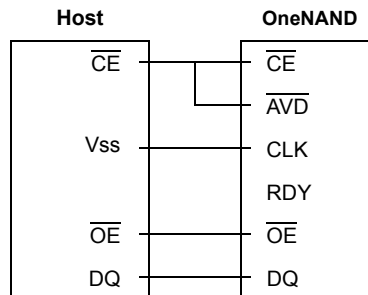 Host OneNAND
CE CE
AVD
Vss CLK
RDY
OE OE
DQ DQ